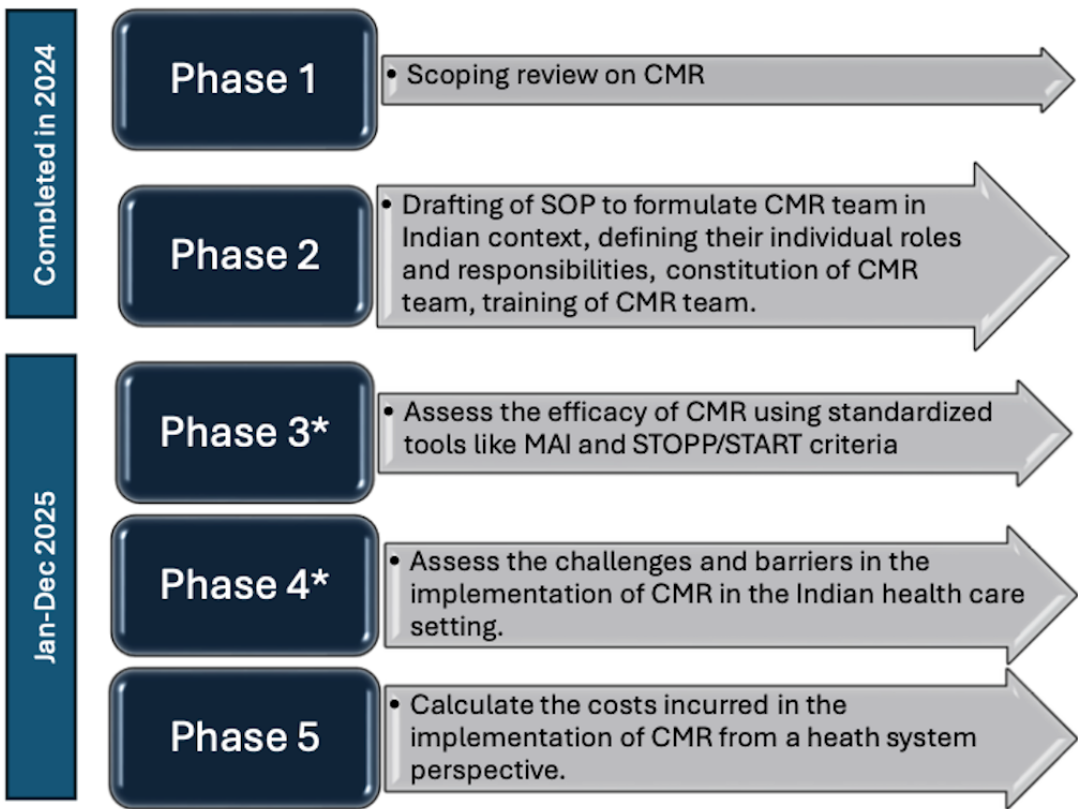 Completed in 2024
Phase 1
• Scoping review on CMR
Phase 2
• Drafting of SOP to formulate CMR team in
Indian context, defining their individual roles
and responsibilities, constitution of CMR
team, training of CMR team.
Jan-Dec 2025
Phase 3*
• Assess the efficacy of CMR using standardized
tools like MAI and STOPP/START criteria
Phase 4*
• Assess the challenges and barriers in the
implementation of CMR in the Indian health care
setting.
Phase 5
• Calculate the costs incurred in the
implementation of CMR from a heath system
perspective.